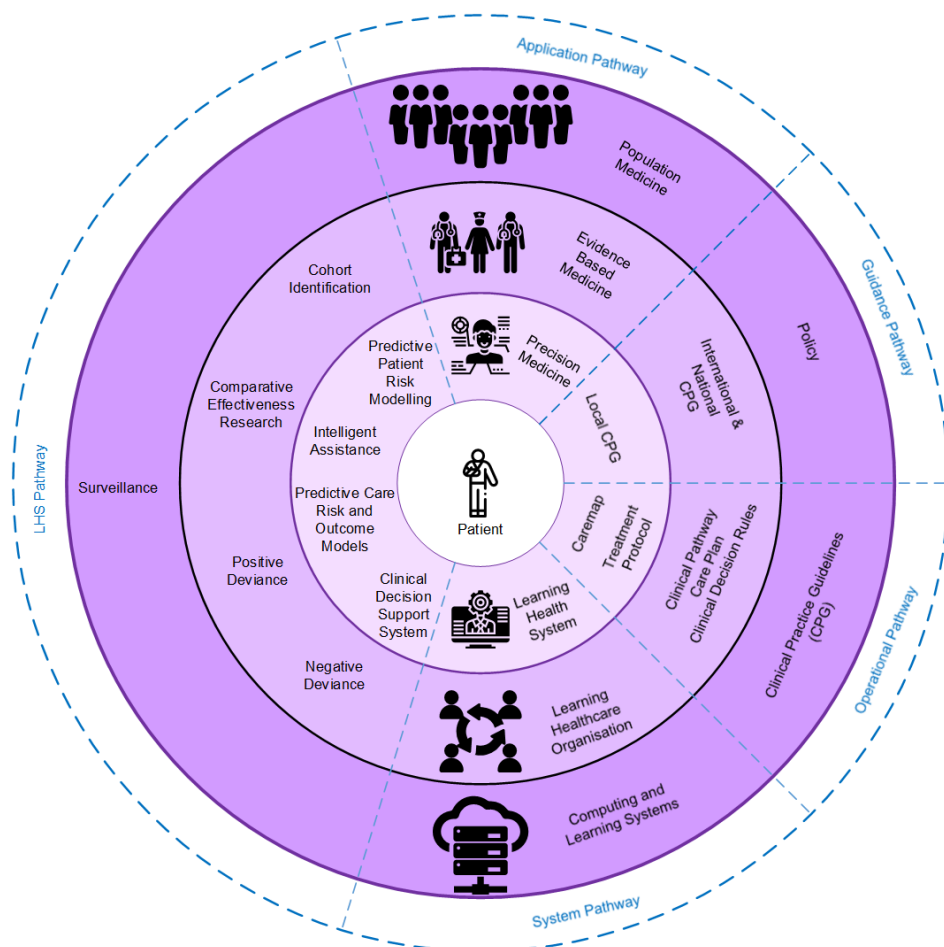 Application Pathway
Population
Medicine
Evidence
Based
Medicine
Precision
Medicine
Guidance Pathway
Policy
International &
National
CPG
Local CPG
Operational Pathway
Clinical Practice Guidelines
(CPG)
Clinical Pathway
Care Plan
Clinical Decision Rules
Caremap
Treatment
Protocol
System Pathway
Computing and
Learning Systems
Learning
Healthcare
Organisation
Learning
Health
System
LHS Pathway
Surveillance
Cohort
Identification
Comparative
Effectiveness
Research
Positive
Deviance
Negative
Deviance
Predictive
Patient
Risk
Modelling
Intelligent
Assistance
Predictive Care
Risk and
Outcome
Models
Clinical
Decision
Support
System
Patient